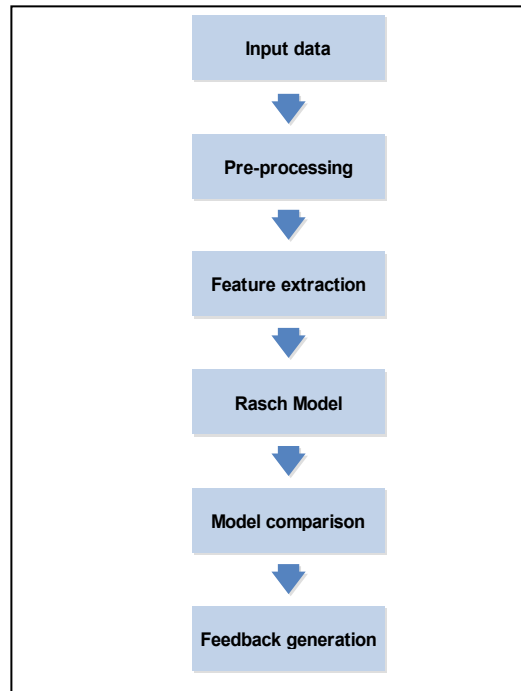 Input data
Pre-processing
Feature extraction
Rasch Model
Model comparison
Feedback generation